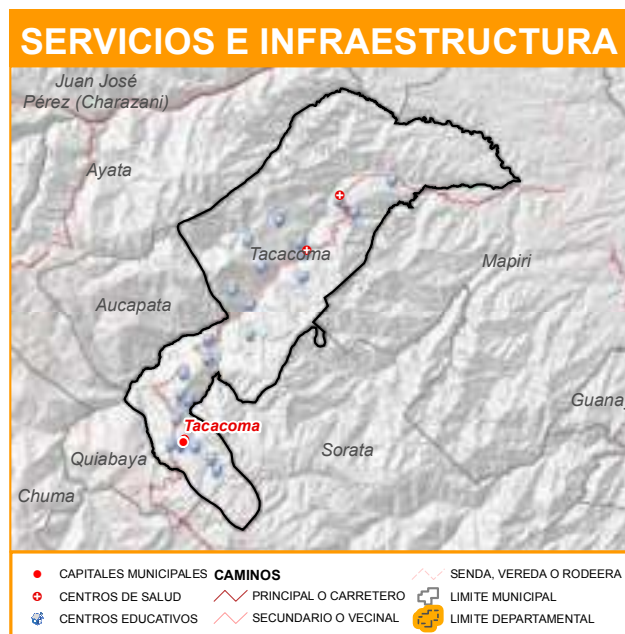 SERVICIOS E INFRAESTRUCTURA
Juan José
Pérez (Charazani)
Ayata
Tacacoma
Mapiri
Aucapata
Guanay
Tacacoma
Quiabaya
Sorata
Chuma
CAPITALES MUNICIPALES
CENTROS DE SALUD
CENTROS EDUCATIVOS
CAMINOS
PRINCIPAL O CARRETERO
SECUNDARIO O VECINAL
SENDA, VEREDA O RODEERA
LIMITE MUNICIPAL
LIMITE DEPARTAMENTAL